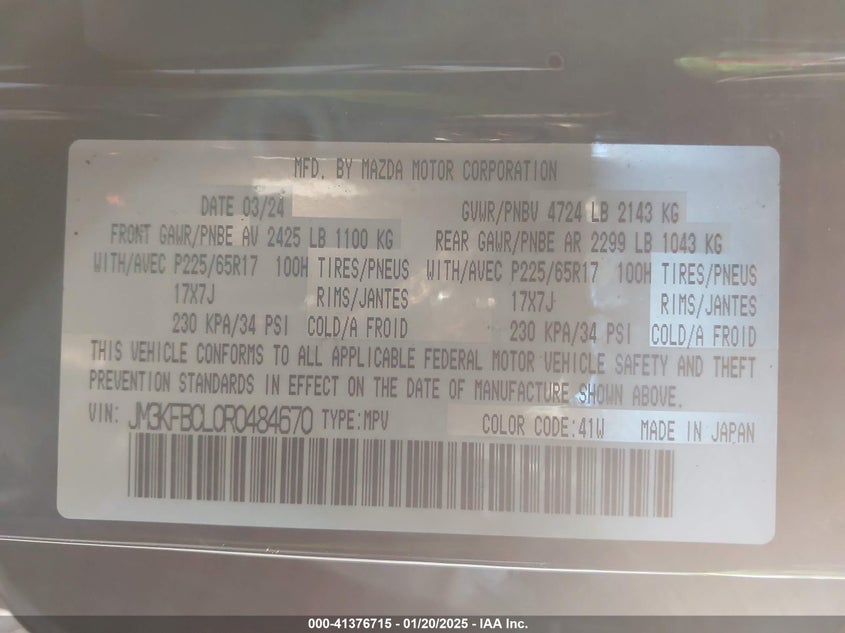 MFD. BY MAZDA MOTOR CORPORATION
DATE 03/24 GVWR/PNBV 4724 LB 2143 KG
FRONT GAWR/PNBE AV 2425 LB 1100 KG REAR GAWR/PNBE AR 2299 LB 1043 KG
WITH/AVEC P225/65R17 100H TIRES/PNEUS WITH/AVEC P225/65R17 100H TIRES/PNEUS
17X7J RIMS/JANTES 17X7J RIMS/JANTES
230 KPA/34 PSI COLD/A FROID 230 KPA/34 PSI COLD/A FROID
THIS VEHICLE CONFORMS TO ALL APPLICABLE FEDERAL MOTOR VEHICLE SAFETY AND THEFT
PREVENTION STANDARDS IN EFFECT ON THE DATE OF MANUFACTURE SHOWN ABOVE.
VIN: JM3KFBCL0R0484670 TYPE:MPV COLOR CODE:41W MADE IN JAPAN
000-41376715 — 01/20/2025 — IAA Inc.